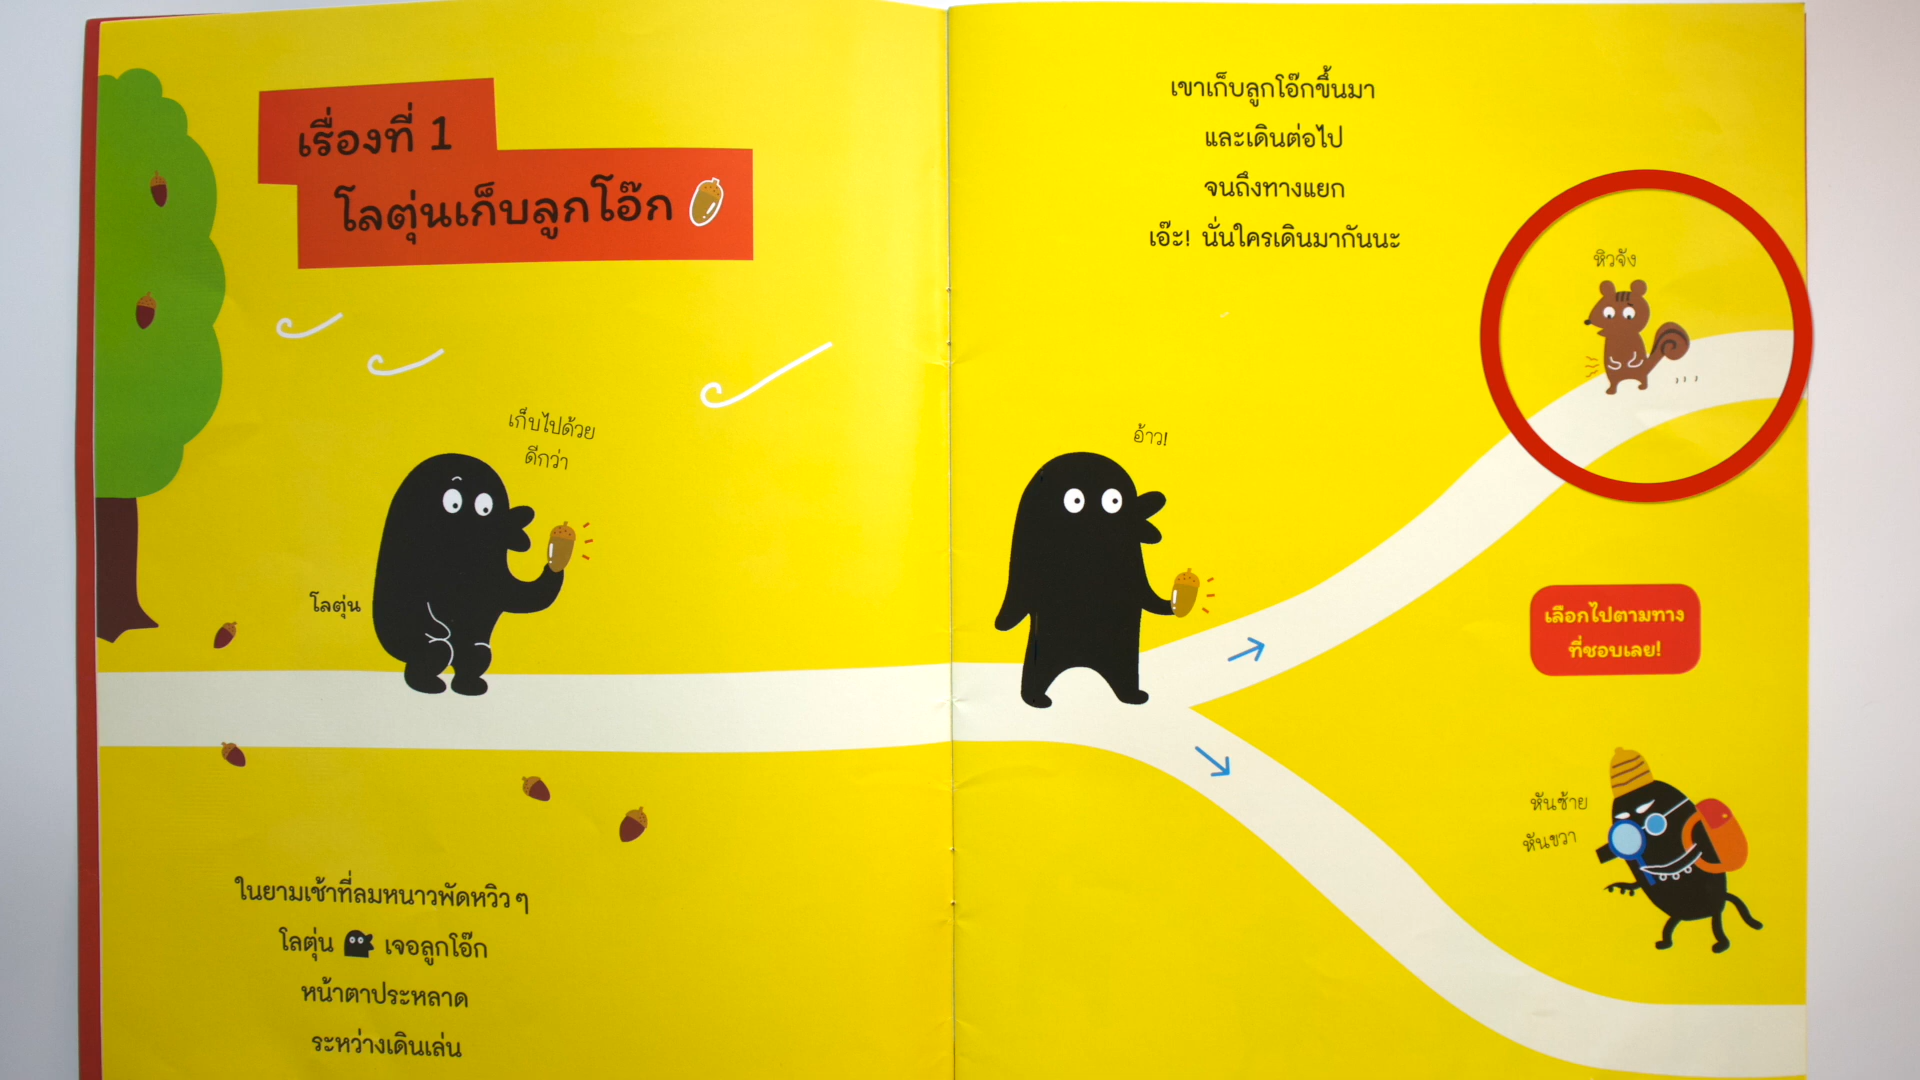 เรื่องที่ 1
โลตุ่นเก็บลูกโอ๊ก
เก็บไปด้วย
ดีกว่า
โลตุ่น
ในยามเช้าที่ลมหนาวพัดหวิว ๆ
โลตุ่น เจอลูกโอ๊ก
หน้าตาประหลาด
ระหว่างเดินเล่น
เขาเก็บลูกโอ๊กขึ้นมา
และเดินต่อไป
จนถึงทางแยก
เอ๊ะ! นั่นใครเดินมากันนะ
หิวจัง
อ้าว!
เลือกไปตามทาง
ที่ชอบเลย!
หันซ้าย
หันขวา